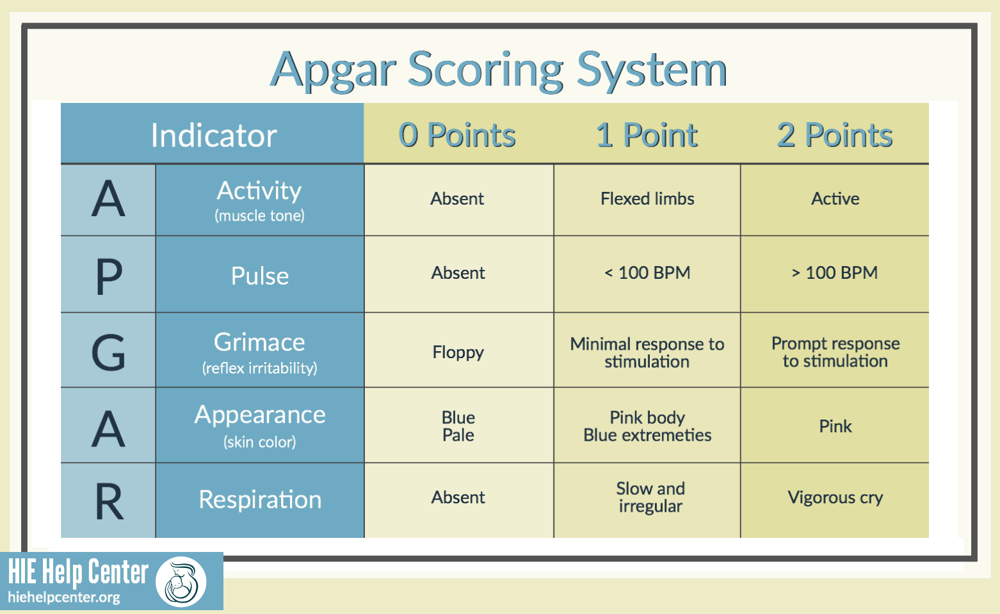 Apgar Scoring System
Indicator 0 Points 1 Point 2 Points
A Activity (muscle tone) Absent Flexed limbs Active
P Pulse Absent < 100 BPM > 100 BPM
G Grimace (reflex irritability) Floppy Minimal response to stimulation Prompt response to stimulation
A Appearance (skin color) Blue Pale Pink body Blue extremeties Pink
R Respiration Absent Slow and irregular Vigorous cry
HIE Help Center
hiehelpcenter.org